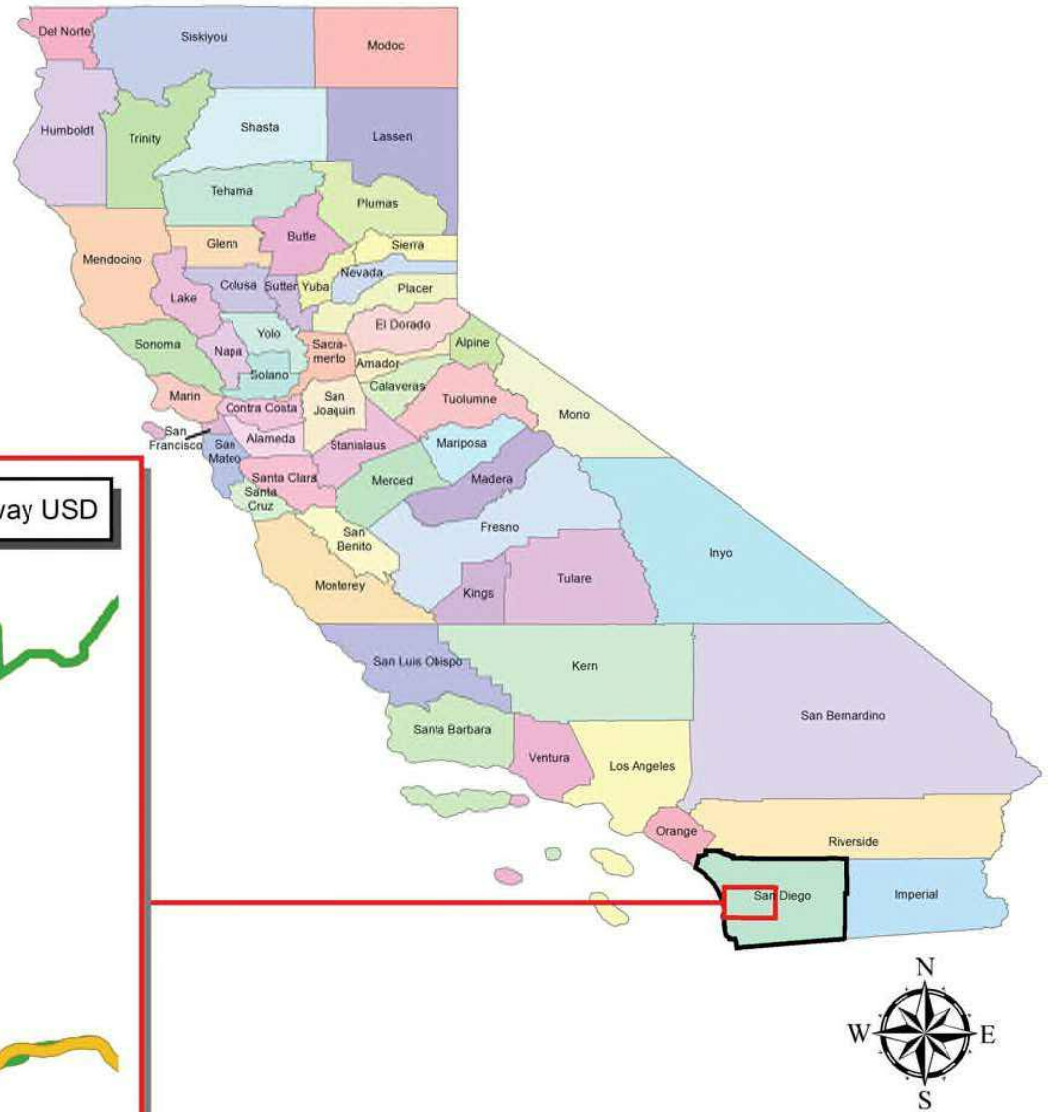 Del Norte
Siskiyou
Modoc
Humboldt
Trinity
Shasta
Lassen
Tehama
Plumas
Mendocino
Glenn
Butte
Sierra
Lake
Colusa
Sutter
Yuba
Nevada
Placer
Sonoma
Napa
Yolo
El Dorado
Alpine
Sacra-
mento
Amador
Solano
Calaveras
Marin
Contra Costa
San
Joaquin
Tuolumne
Mono
San
Francisco
San
Mateo
Alameda
Stanislaus
Mariposa
Santa Clara
Santa
Cruz
Merced
Madera
way USD
San
Benito
Fresno
Inyo
Monterey
Kings
Tulare
San Luis Obispo
Kern
Santa Barbara
Ventura
Los Angeles
San Bernardino
Orange
Riverside
San Diego
Imperial
N
W
E
S